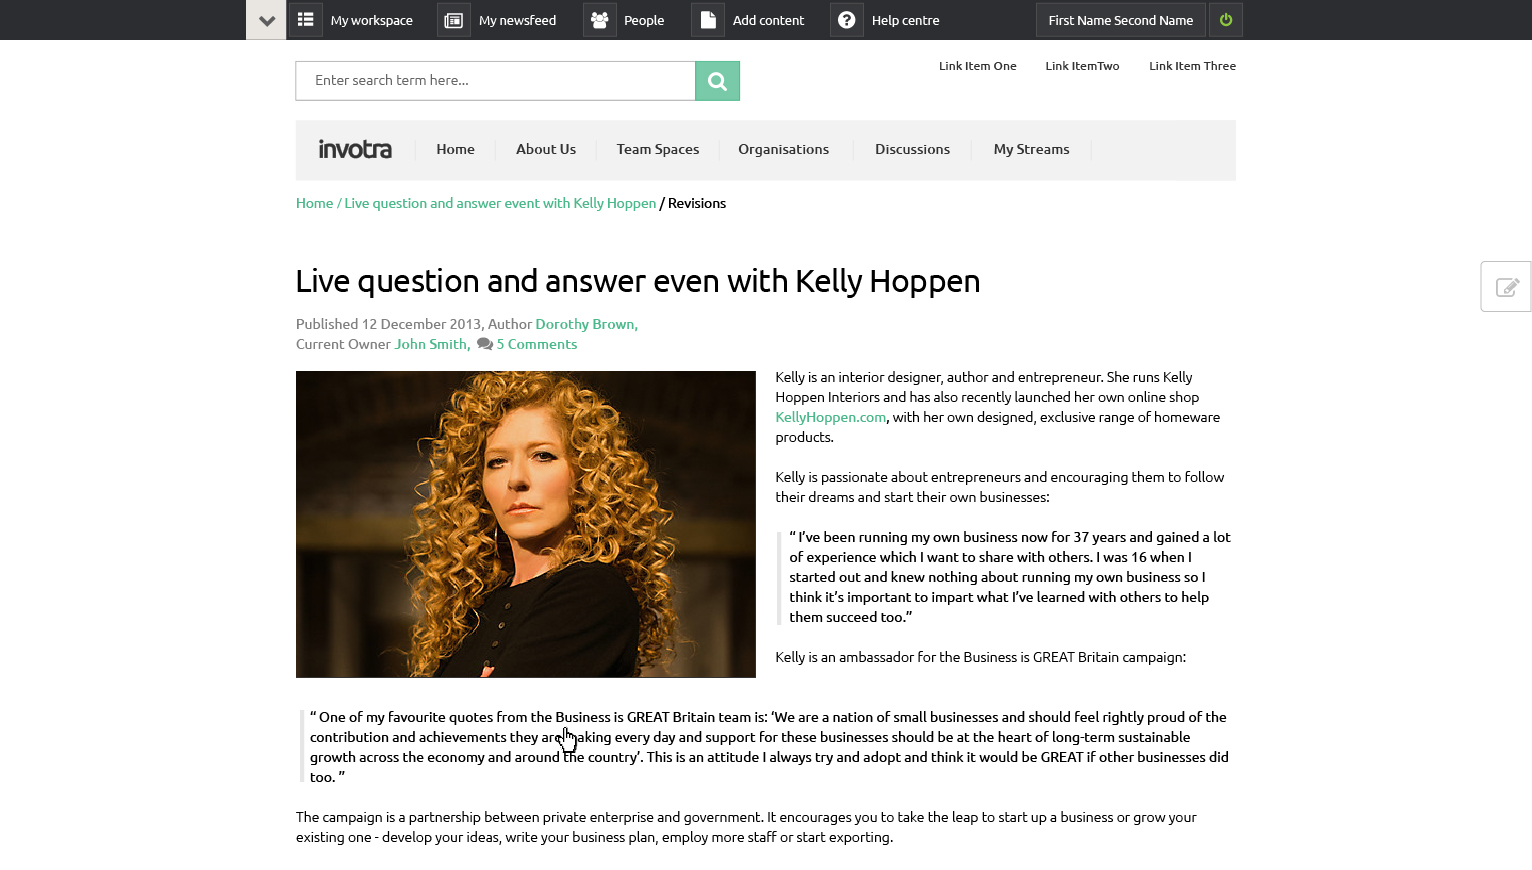 My workspace
My newsfeed
People
Add content
Help centre
First Name Second Name
Enter search term here...
Link Item One
Link ItemTwo
Link Item Three
invotra
Home
About Us
Team Spaces
Organisations
Discussions
My Streams
Home / Live question and answer event with Kelly Hoppen / Revisions
Live question and answer even with Kelly Hoppen
Published 12 December 2013, Author Dorothy Brown,
Current Owner John Smith, 5 Comments
Kelly is an interior designer, author and entrepreneur. She runs Kelly
Hoppen Interiors and has also recently launched her own online shop
KellyHoppen.com, with her own designed, exclusive range of homeware
products.
Kelly is passionate about entrepreneurs and encouraging them to follow
their dreams and start their own businesses:
“ I’ve been running my own business now for 37 years and gained a lot
of experience which I want to share with others. I was 16 when I
started out and knew nothing about running my own business so I
think it’s important to impart what I’ve learned with others to help
them succeed too.”
Kelly is an ambassador for the Business is GREAT Britain campaign:
“ One of my favourite quotes from the Business is GREAT Britain team is: ‘We are a nation of small businesses and should feel rightly proud of the
contribution and achievements they are making every day and support for these businesses should be at the heart of long-term sustainable
growth across the economy and around the country’. This is an attitude I always try and adopt and think it would be GREAT if other businesses did
too. ”
The campaign is a partnership between private enterprise and government. It encourages you to take the leap to start up a business or grow your
existing one - develop your ideas, write your business plan, employ more staff or start exporting.